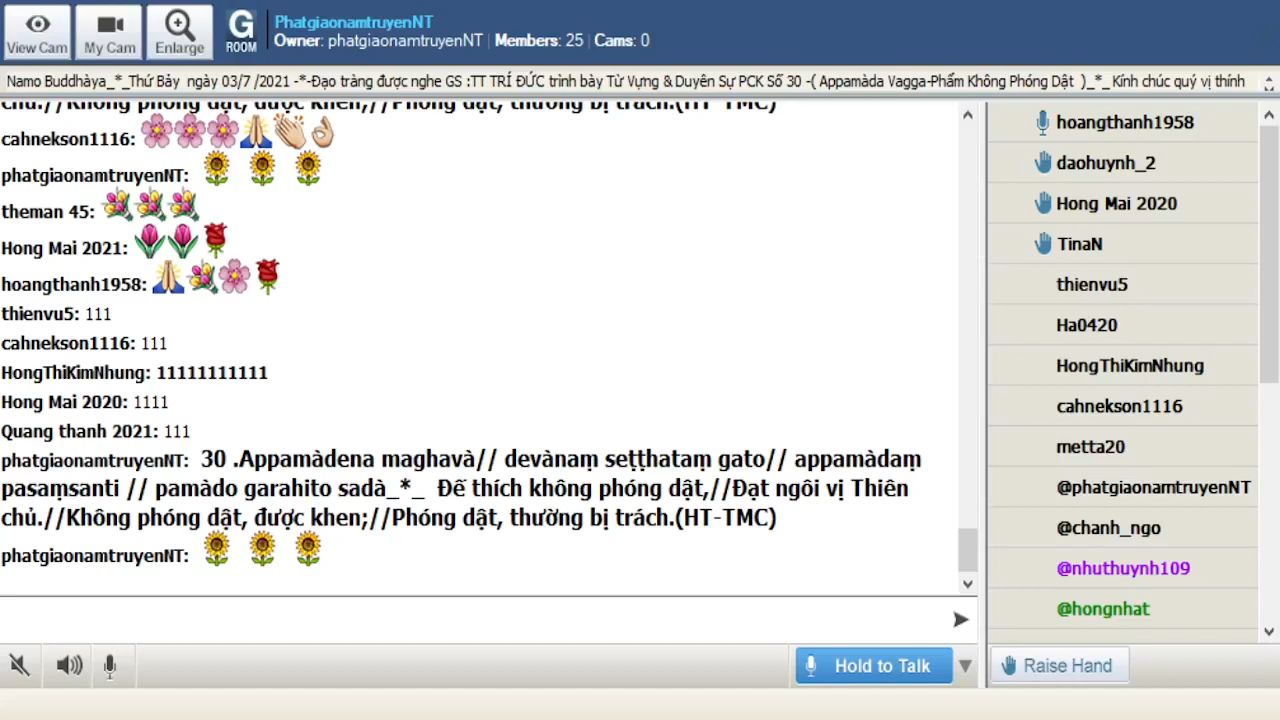 View Cam
My Cam
Enlarge
G
ROOM
PhatgiaonamtruyenNT
Owner: phatgiaonamtruyenNT | Members: 25 | Cams: 0
Namo Buddhàya_*_Thứ Bảy ngày 03/7 /2021 -*-Đạo tràng được nghe GS :TT TRÍ ĐỨC trình bày Từ Vựng & Duyên Sự PCK Số 30 -( Appamàda Vagga-Phẩm Không Phóng Dật )_*_ Kính chúc quý vị thính
chủ.//Không phóng dật, được khen;//Phóng dật, thường bị trách.(HT-TMC)
cahnekson1116:
phatgiaonamtruyenNT:
theman 45:
Hong Mai 2021:
hoangthanh1958:
thienvu5: 111
cahnekson1116: 111
HongThiKimNhung: 11111111111
Hong Mai 2020: 1111
Quang thanh 2021: 111
phatgiaonamtruyenNT: 30 .Appamàdena maghavà// devànaṃ seṭṭhataṃ gato// appamàdaṃ
pasaṃsanti // pamàdo garahito sadà_*_ Đế thích không phóng dật,//Đạt ngôi vị Thiên
chủ.//Không phóng dật, được khen;//Phóng dật, thường bị trách.(HT-TMC)
phatgiaonamtruyenNT:
hoangthanh1958
daohuynh_2
Hong Mai 2020
TinaN
thienvu5
Ha0420
HongThiKimNhung
cahnekson1116
metta20
@phatgiaonamtruyenNT
@chanh_ngo
@nhuthuynh109
@hongnhat
Hold to Talk
Raise Hand